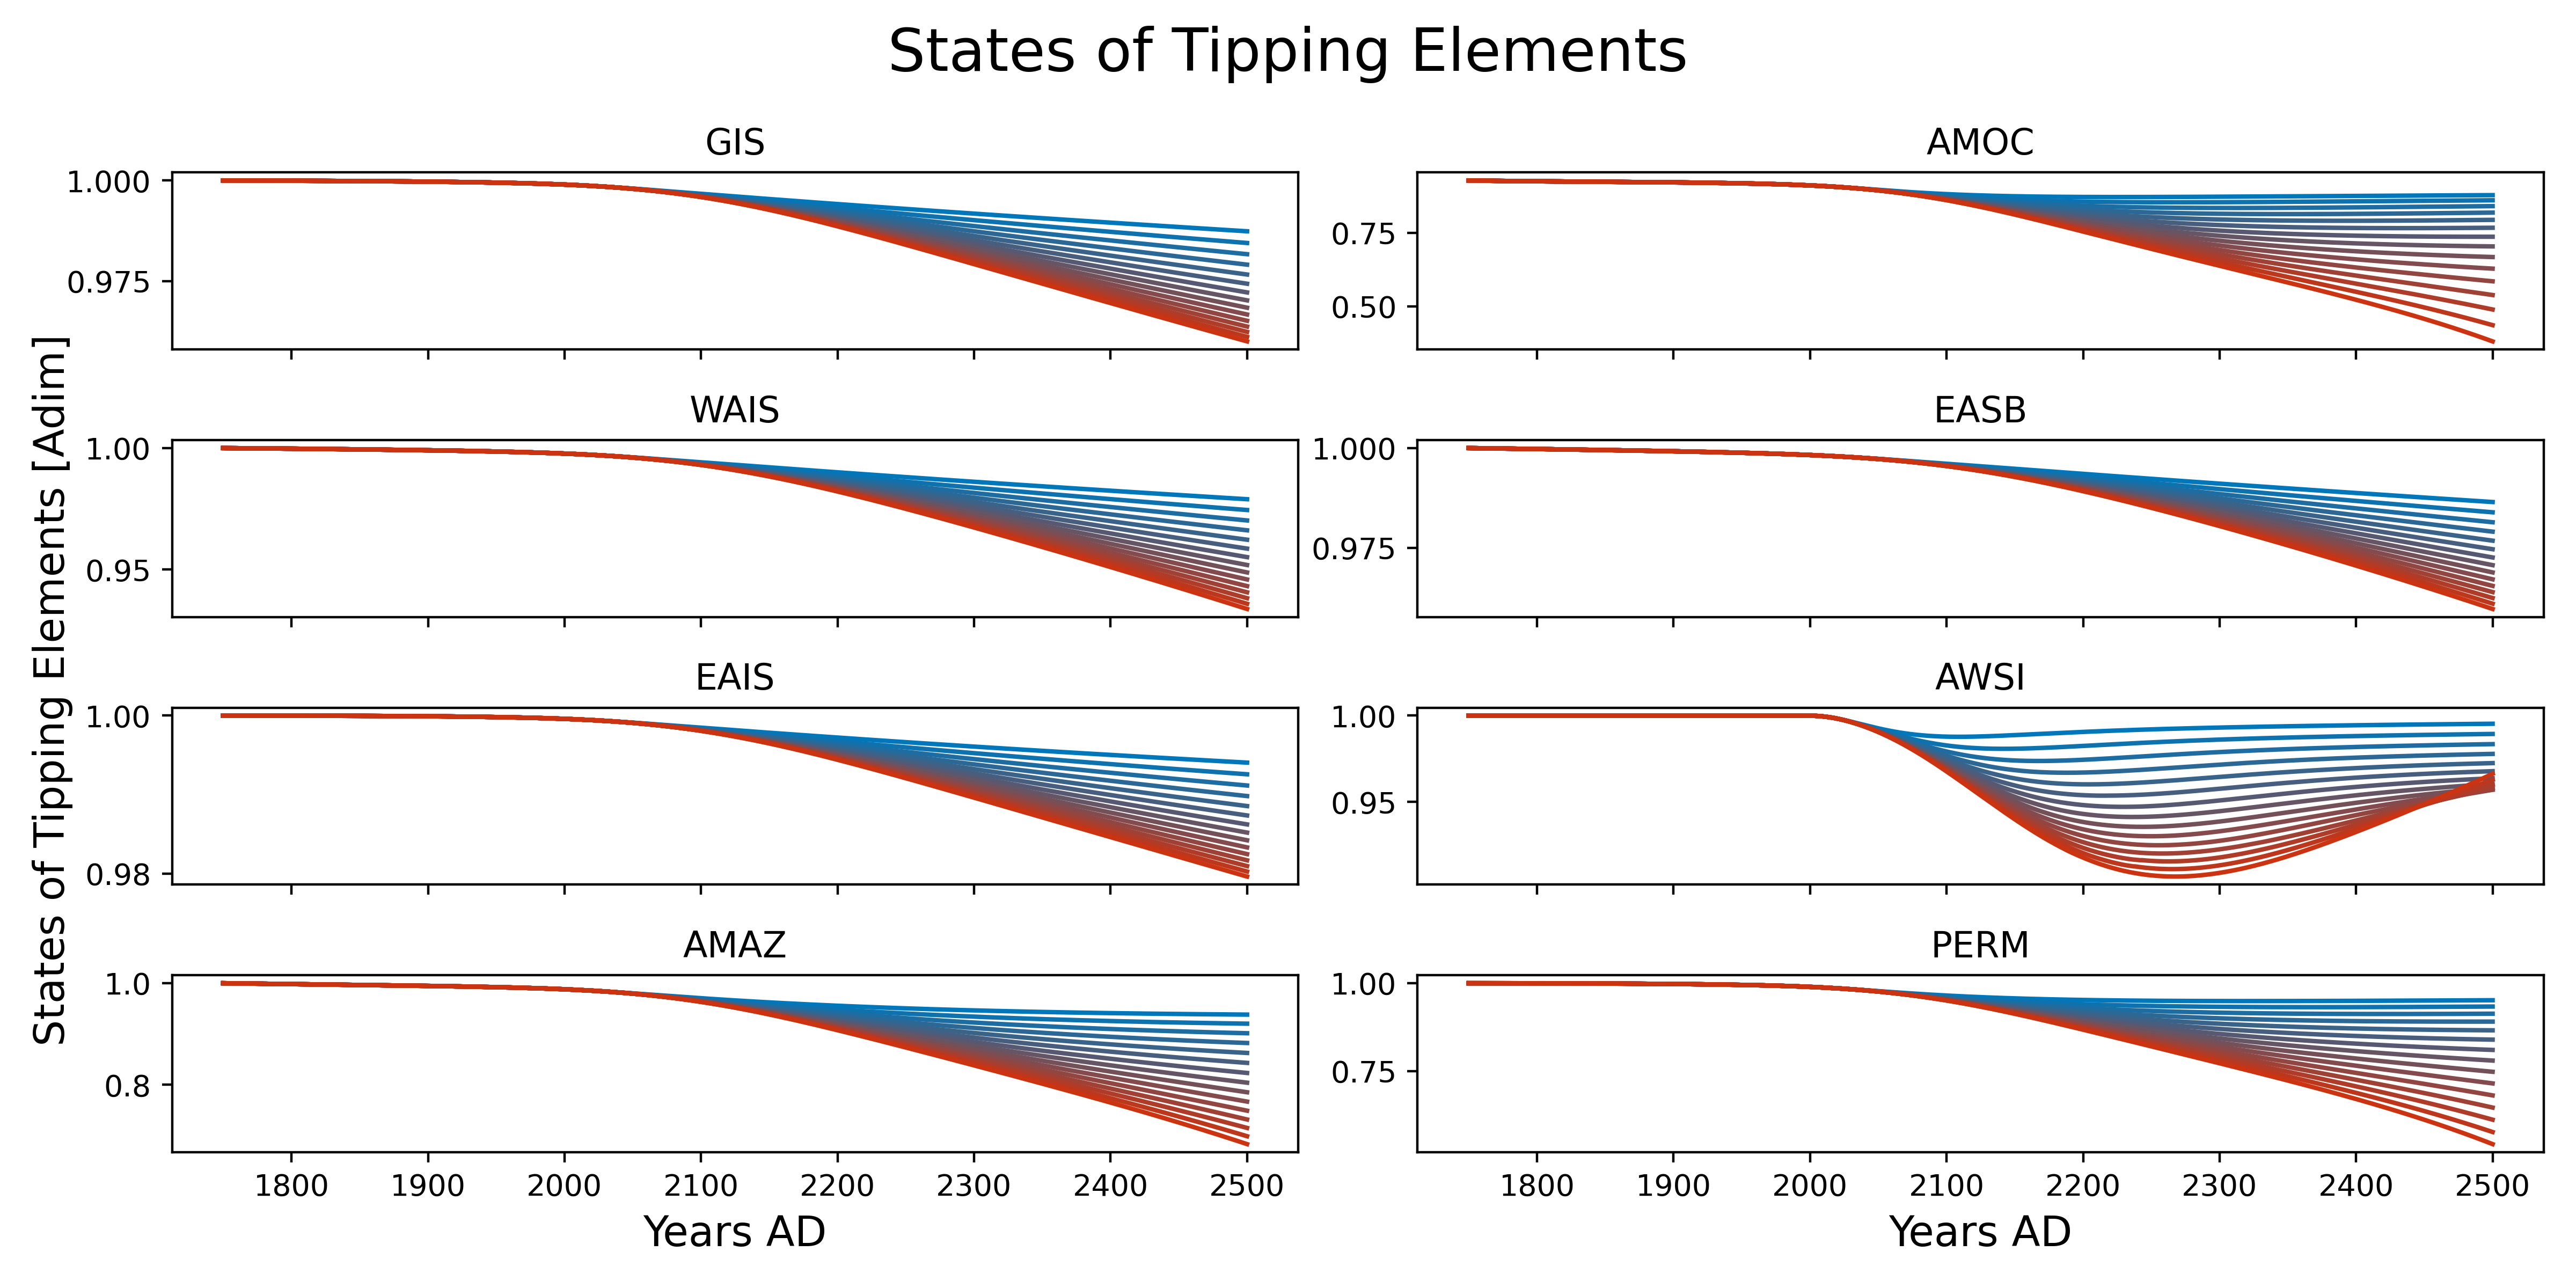 States of Tipping Elements
States of Tipping Elements [Adim]
GIS
1.000
0.975
AMOC
0.75
0.50
WAIS
1.00
0.95
EASB
1.000
0.975
EAIS
1.00
0.98
AWSI
1.00
0.95
AMAZ
1.0
0.8
1800 1900 2000 2100 2200 2300 2400 2500
Years AD
PERM
1.00
0.75
1800 1900 2000 2100 2200 2300 2400 2500
Years AD